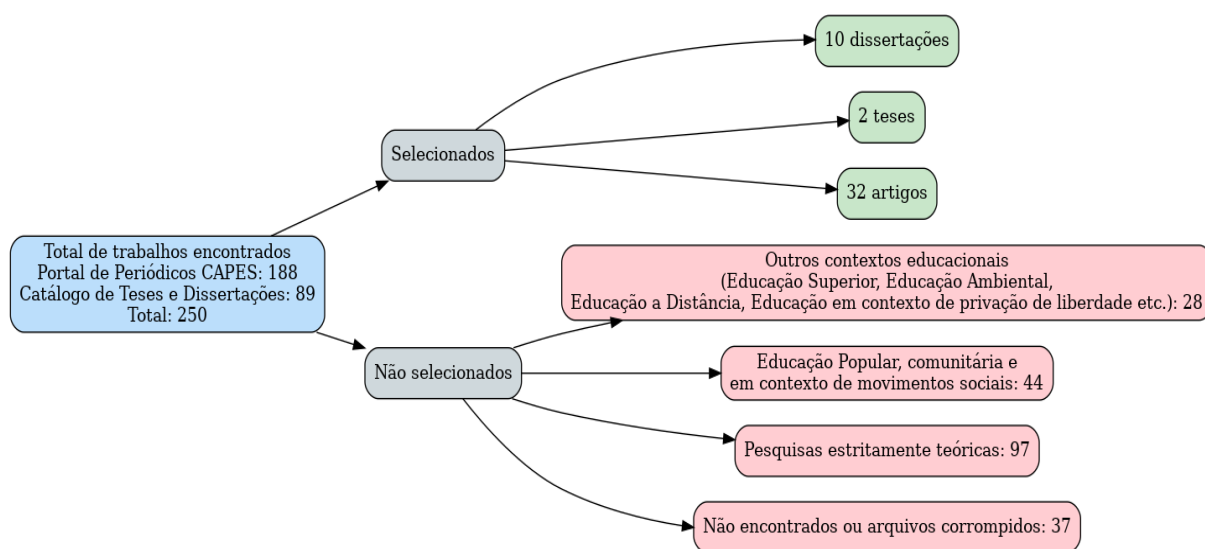 10 dissertações
2 teses
Selecionados
32 artigos
Total de trabalhos encontrados
Portal de Periódicos CAPES: 188
Catálogo de Teses e Dissertações: 89
Total: 250
Outros contextos educacionais
(Educação Superior, Educação Ambiental,
Educação a Distância, Educação em contexto de privação de liberdade etc.): 28
Não selecionados
Educação Popular, comunitária e
em contexto de movimentos sociais: 44
Pesquisas estritamente teóricas: 97
Não encontrados ou arquivos corrompidos: 37